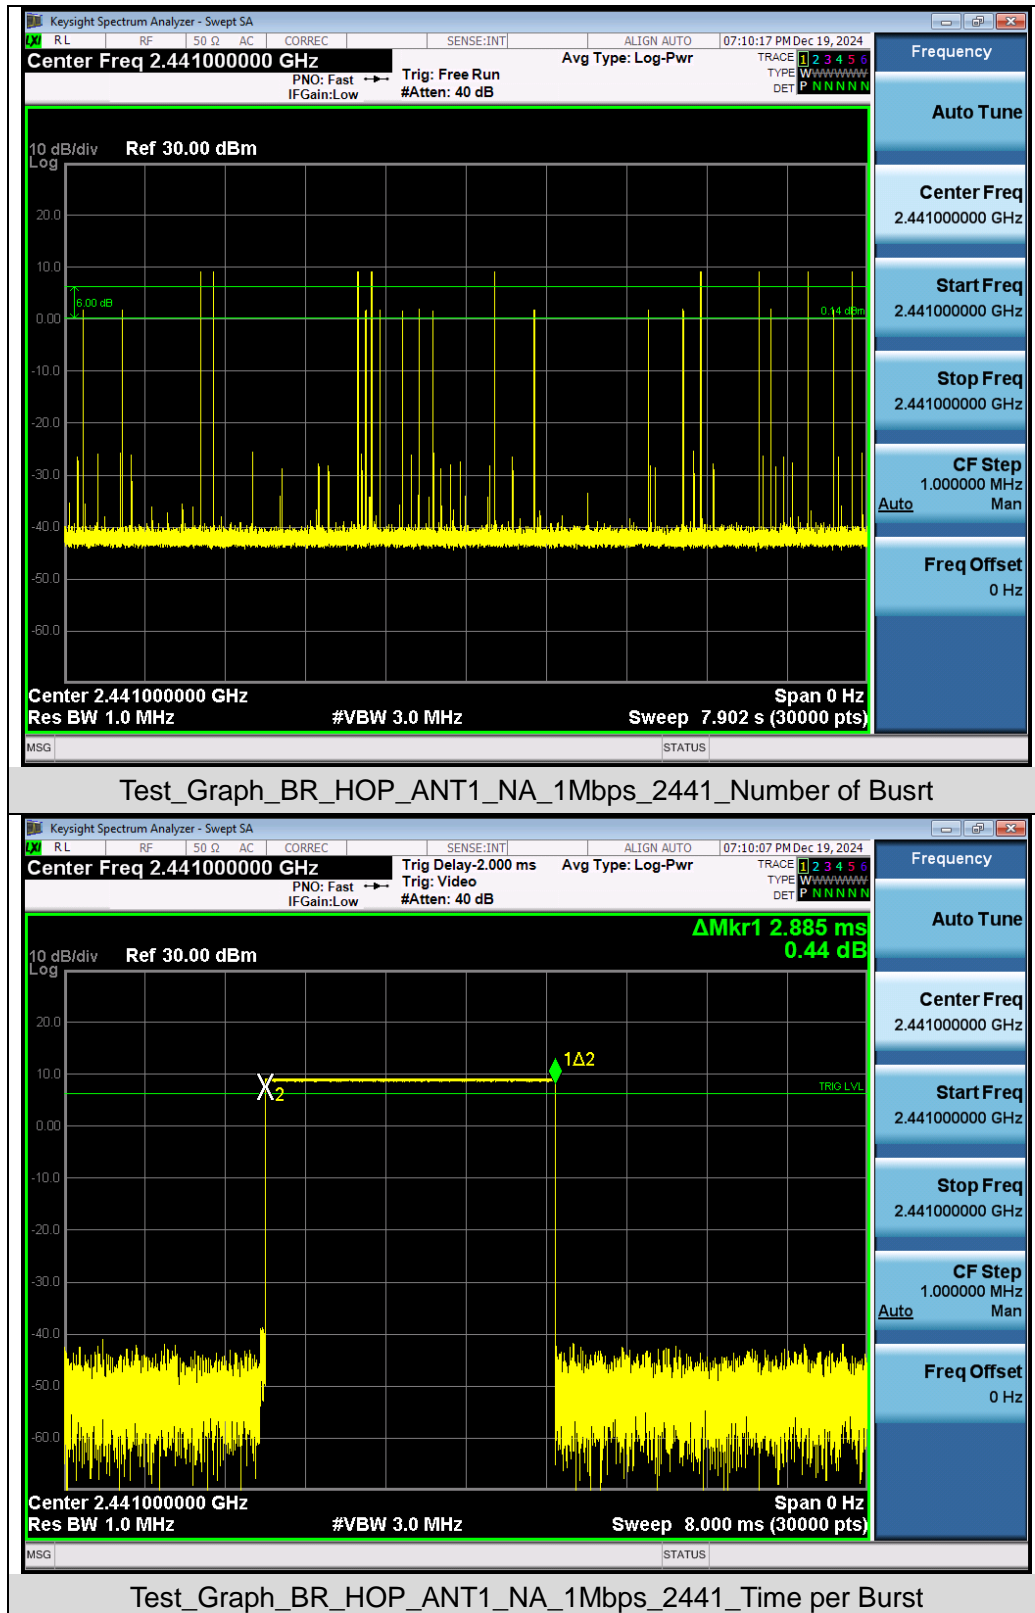 Keysight Spectrum Analyzer - Swept SA
LXI RL RF 50 Ω AC CORREC SENSE:INT ALIGN AUTO 07:10:17 PM Dec 19, 2024
Center Freq 2.441000000 GHz
Avg Type: Log-Pwr
TRACE 1 2 3 4 5 6
TYPE WWWWWW
DET P N N N N N
PNO: Fast
IFGain:Low
Trig: Free Run
#Atten: 40 dB
10 dB/div Ref 30.00 dBm
Log
20.0
10.0
6.00 dB
0.00
0.14 dBm
-10.0
-20.0
-30.0
-40.0
-50.0
-60.0
Center 2.441000000 GHz Span 0 Hz
Res BW 1.0 MHz #VBW 3.0 MHz Sweep 7.902 s (30000 pts)
MSG STATUS
Frequency
Auto Tune
Center Freq
2.441000000 GHz
Start Freq
2.441000000 GHz
Stop Freq
2.441000000 GHz
CF Step
1.000000 MHz
Auto Man
Freq Offset
0 Hz
Test_Graph_BR_HOP_ANT1_NA_1Mbps_2441_Number of Busrt
Keysight Spectrum Analyzer - Swept SA
LXI RL RF 50 Ω AC CORREC SENSE:INT ALIGN AUTO 07:10:07 PM Dec 19, 2024
Center Freq 2.441000000 GHz
Trig Delay-2.000 ms Avg Type: Log-Pwr
TRACE 1 2 3 4 5 6
TYPE WWWWWW
DET P N N N N N
PNO: Fast
IFGain:Low
Trig: Video
#Atten: 40 dB
ΔMkr1 2.885 ms
0.44 dB
10 dB/div Ref 30.00 dBm
Log
20.0
1Δ2
10.0
2
TRIG LVL
0.00
-10.0
-20.0
-30.0
-40.0
-50.0
-60.0
Center 2.441000000 GHz Span 0 Hz
Res BW 1.0 MHz #VBW 3.0 MHz Sweep 8.000 ms (30000 pts)
MSG STATUS
Frequency
Auto Tune
Center Freq
2.441000000 GHz
Start Freq
2.441000000 GHz
Stop Freq
2.441000000 GHz
CF Step
1.000000 MHz
Auto Man
Freq Offset
0 Hz
Test_Graph_BR_HOP_ANT1_NA_1Mbps_2441_Time per Burst